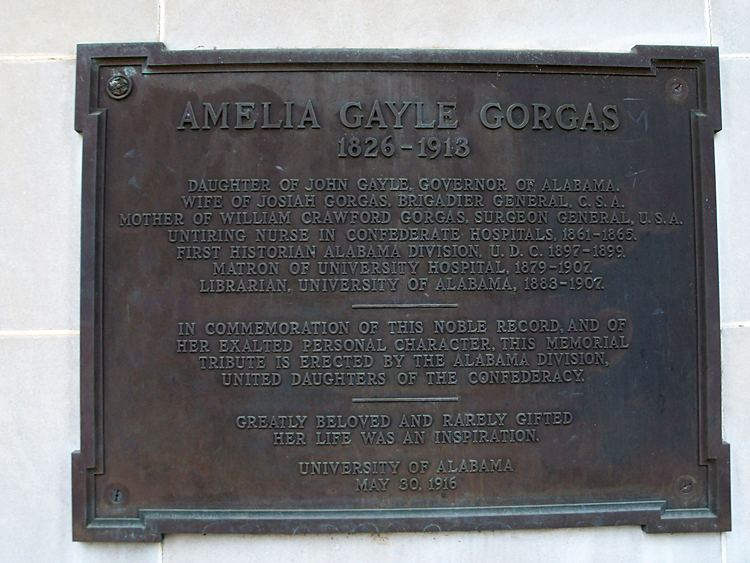 AMELIA GAYLE GORGAS
1826-1913
DAUGHTER OF JOHN GAYLE, GOVERNOR OF ALABAMA.
WIFE OF JOSIAH GORGAS, BRIGADIER GENERAL, C.S.A.
MOTHER OF WILLIAM CRAWFORD GORGAS, SURGEON GENERAL, U.S.A.
UNTIRING NURSE IN CONFEDERATE HOSPITALS, 1861-1865.
FIRST HISTORIAN ALABAMA DIVISION, U.D.C. 1897-1899.
MATRON OF UNIVERSITY HOSPITAL, 1879-1907.
LIBRARIAN, UNIVERSITY OF ALABAMA, 1883-1907.
IN COMMEMORATION OF THIS NOBLE RECORD, AND OF
HER EXALTED PERSONAL CHARACTER, THIS MEMORIAL
TRIBUTE IS ERECTED BY THE ALABAMA DIVISION,
UNITED DAUGHTERS OF THE CONFEDERACY.
GREATLY BELOVED AND RARELY GIFTED
HER LIFE WAS AN INSPIRATION.
UNIVERSITY OF ALABAMA
MAY 30, 1916